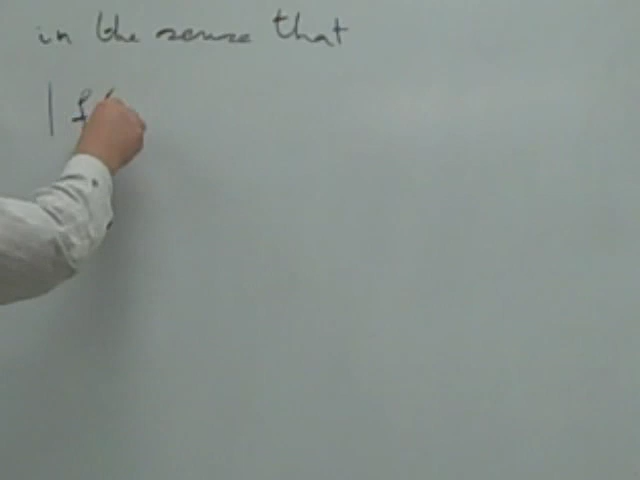 in the sense that
| f